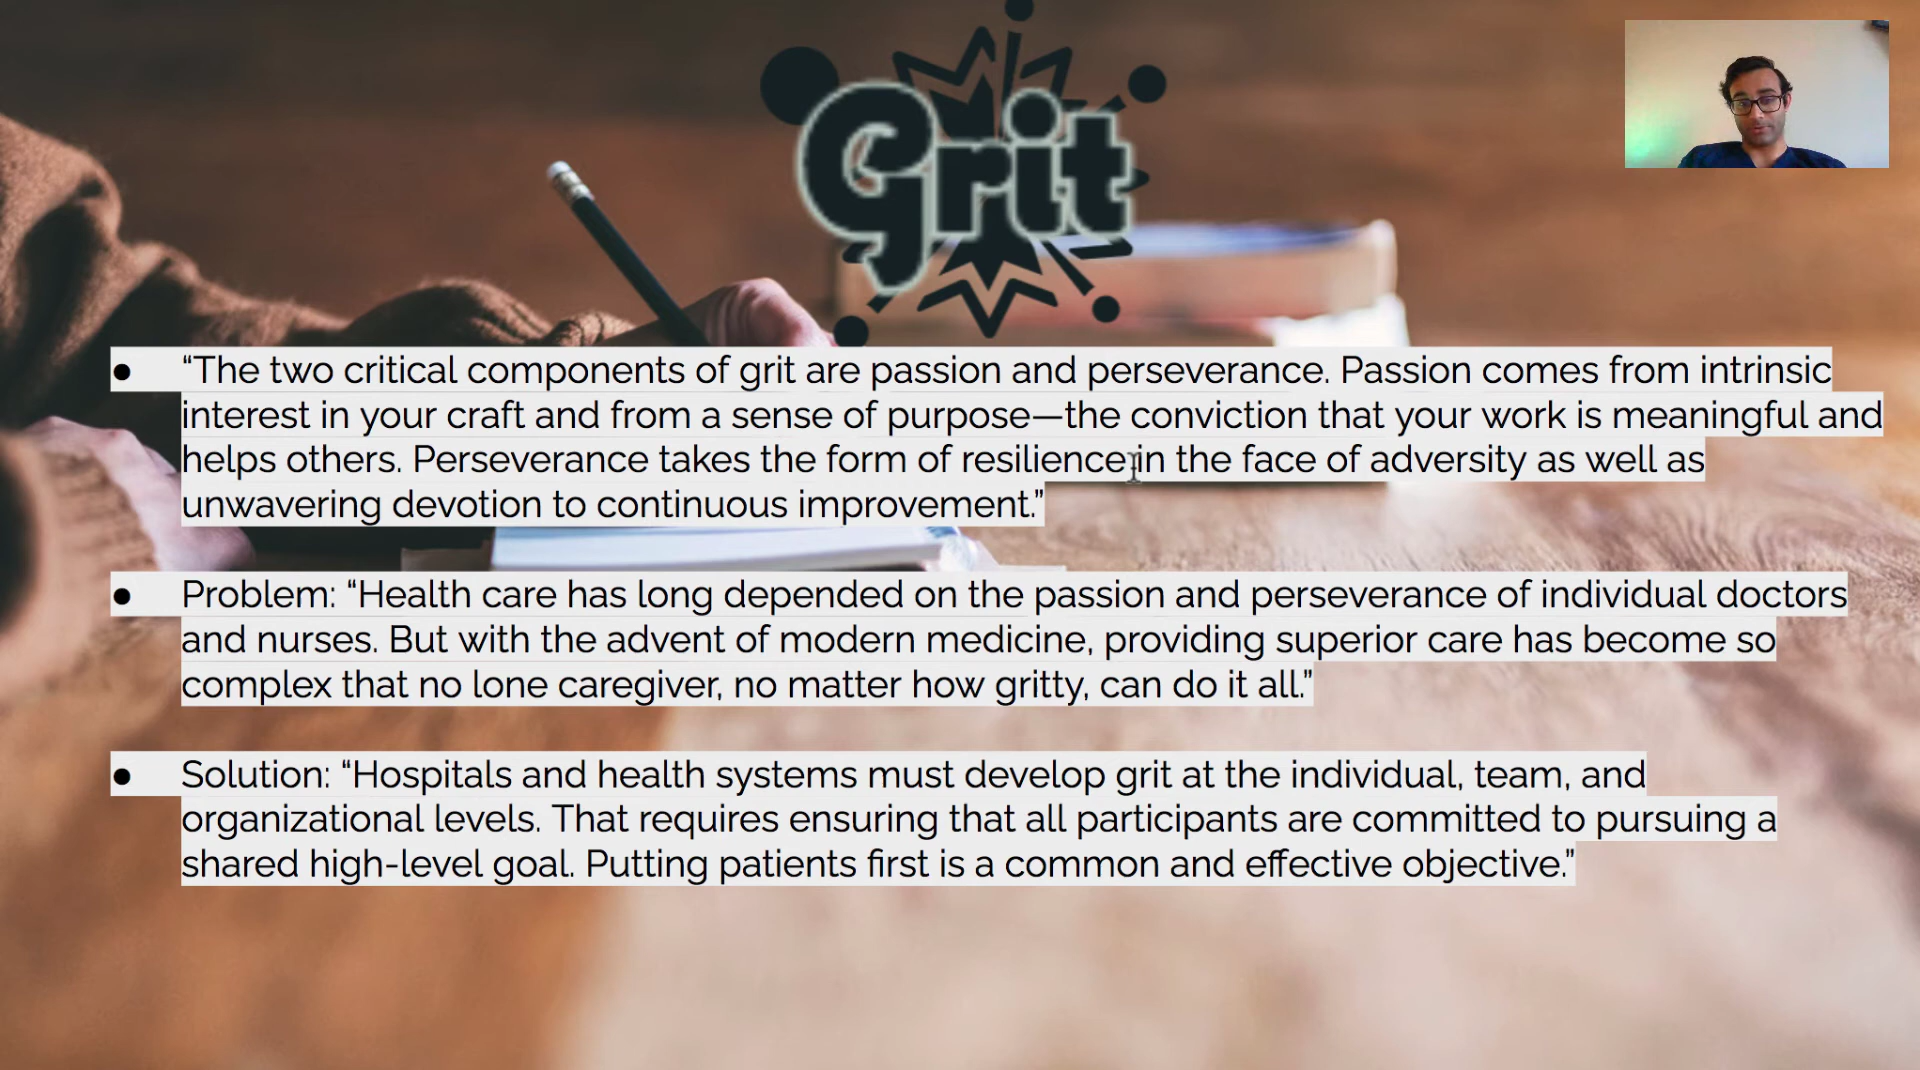 Grit
● “The two critical components of grit are passion and perseverance. Passion comes from intrinsic
interest in your craft and from a sense of purpose—the conviction that your work is meaningful and
helps others. Perseverance takes the form of resilience in the face of adversity as well as
unwavering devotion to continuous improvement.”
● Problem: “Health care has long depended on the passion and perseverance of individual doctors
and nurses. But with the advent of modern medicine, providing superior care has become so
complex that no lone caregiver, no matter how gritty, can do it all.”
● Solution: “Hospitals and health systems must develop grit at the individual, team, and
organizational levels. That requires ensuring that all participants are committed to pursuing a
shared high-level goal. Putting patients first is a common and effective objective.”